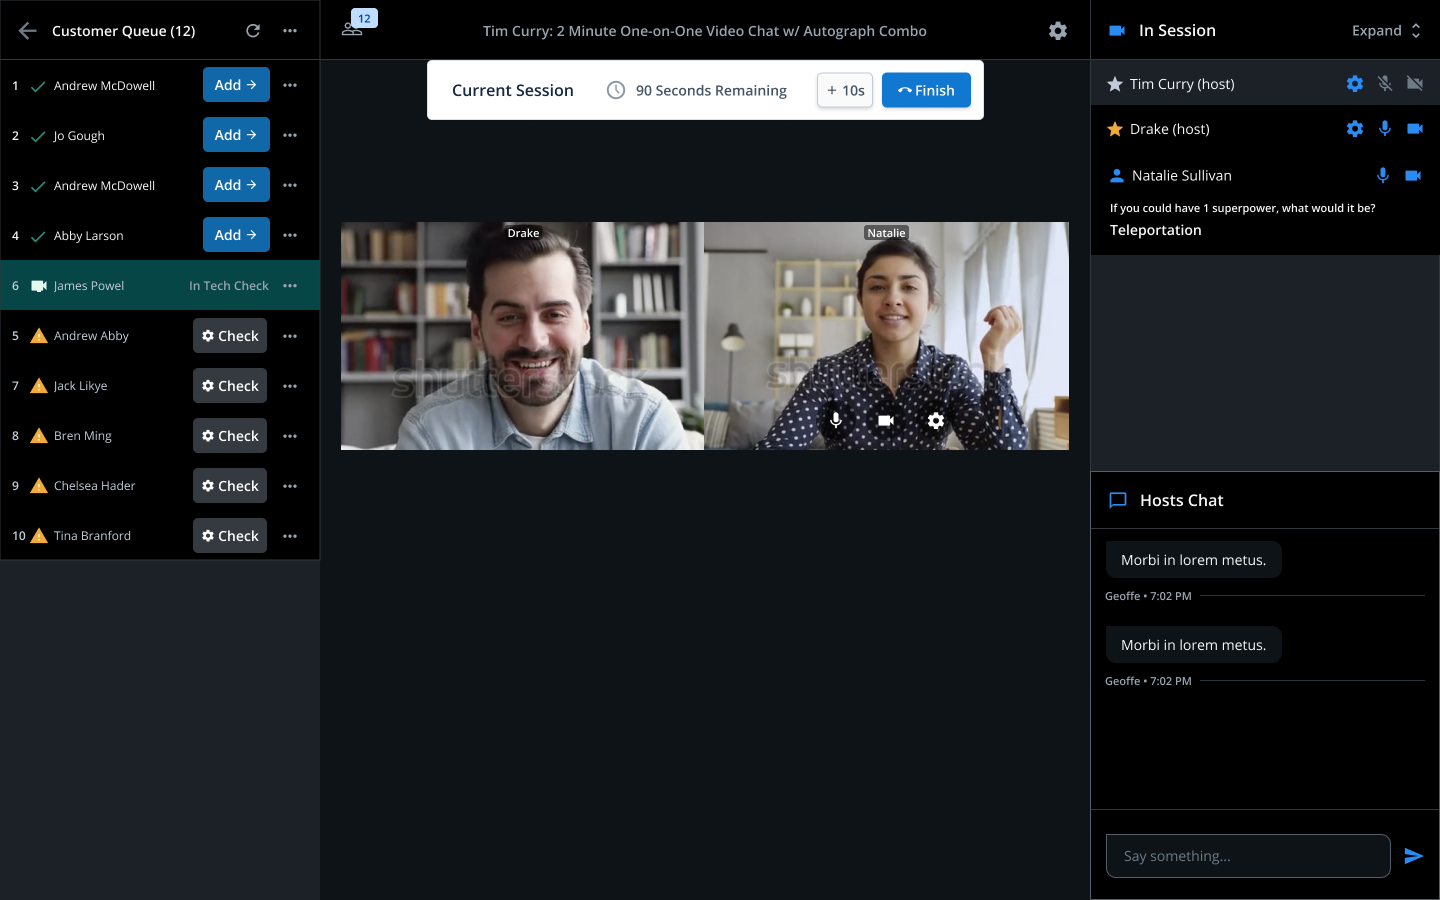 Customer Queue (12)
1 Andrew McDowell Add
2 Jo Gough Add
3 Andrew McDowell Add
4 Abby Larson Add
6 James Powel In Tech Check
5 Andrew Abby Check
7 Jack Likye Check
8 Bren Ming Check
9 Chelsea Hader Check
10 Tina Branford Check
12
Tim Curry: 2 Minute One-on-One Video Chat w/ Autograph Combo
Current Session 90 Seconds Remaining + 10s Finish
Drake
Natalie
shutterstock
shutterstock
In Session Expand
Tim Curry (host)
Drake (host)
Natalie Sullivan
If you could have 1 superpower, what would it be?
Teleportation
Hosts Chat
Morbi in lorem metus.
Geoffe • 7:02 PM
Morbi in lorem metus.
Geoffe • 7:02 PM
Say something...